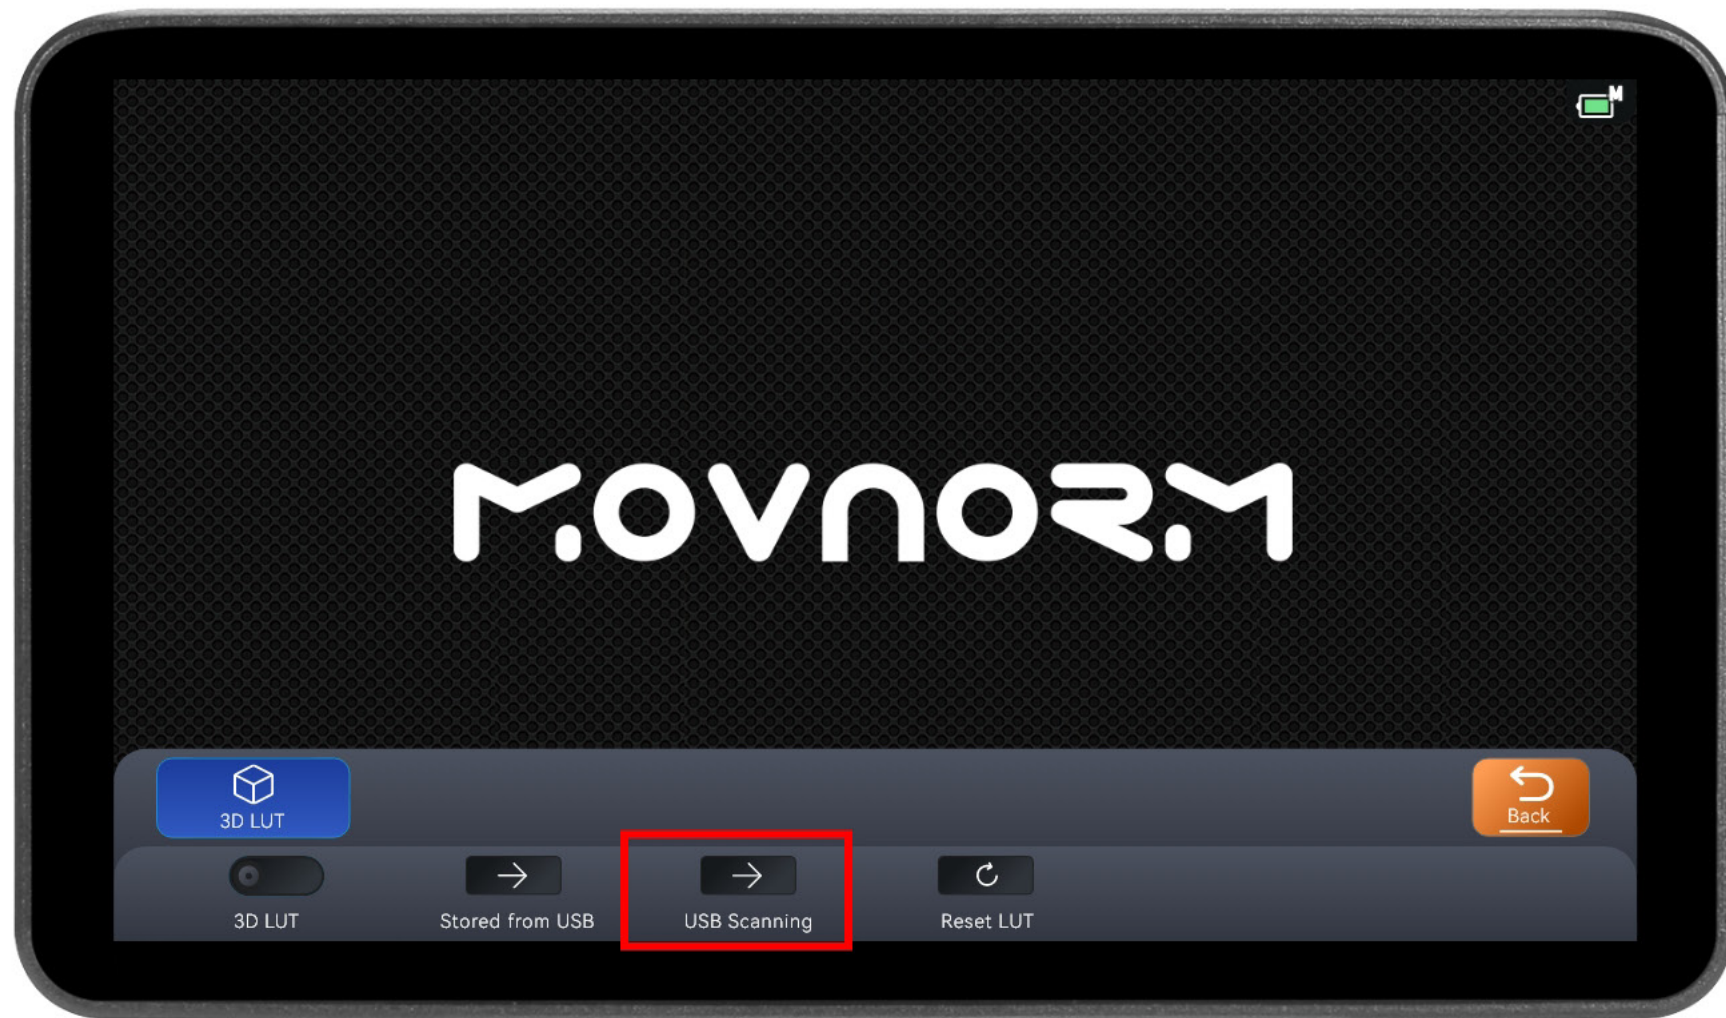 M
MOVNORM
3D LUT
Back
3D LUT
Stored from USB
USB Scanning
Reset LUT